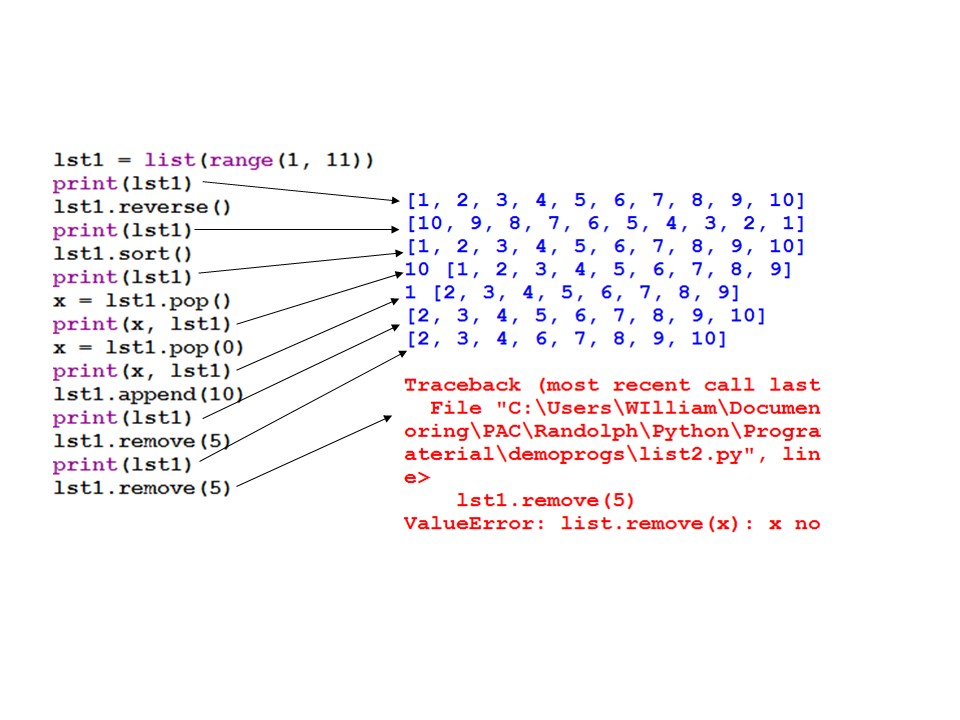 lst1 = list(range(1, 11))
print(lst1)
lst1.reverse()
print(lst1)
lst1.sort()
print(lst1)
x = lst1.pop()
print(x, lst1)
x = lst1.pop(0)
print(x, lst1)
lst1.append(10)
print(lst1)
lst1.remove(5)
print(lst1)
lst1.remove(5)
[1, 2, 3, 4, 5, 6, 7, 8, 9, 10]
[10, 9, 8, 7, 6, 5, 4, 3, 2, 1]
[1, 2, 3, 4, 5, 6, 7, 8, 9, 10]
10 [1, 2, 3, 4, 5, 6, 7, 8, 9]
1 [2, 3, 4, 5, 6, 7, 8, 9]
[2, 3, 4, 5, 6, 7, 8, 9, 10]
[2, 3, 4, 6, 7, 8, 9, 10]
Traceback (most recent call last
File "C:\Users\WIlliam\Documen
oring\PAC\Randolph\Python\Progra
aterial\demoprogs\list2.py", lin
e>
lst1.remove(5)
ValueError: list.remove(x): x no